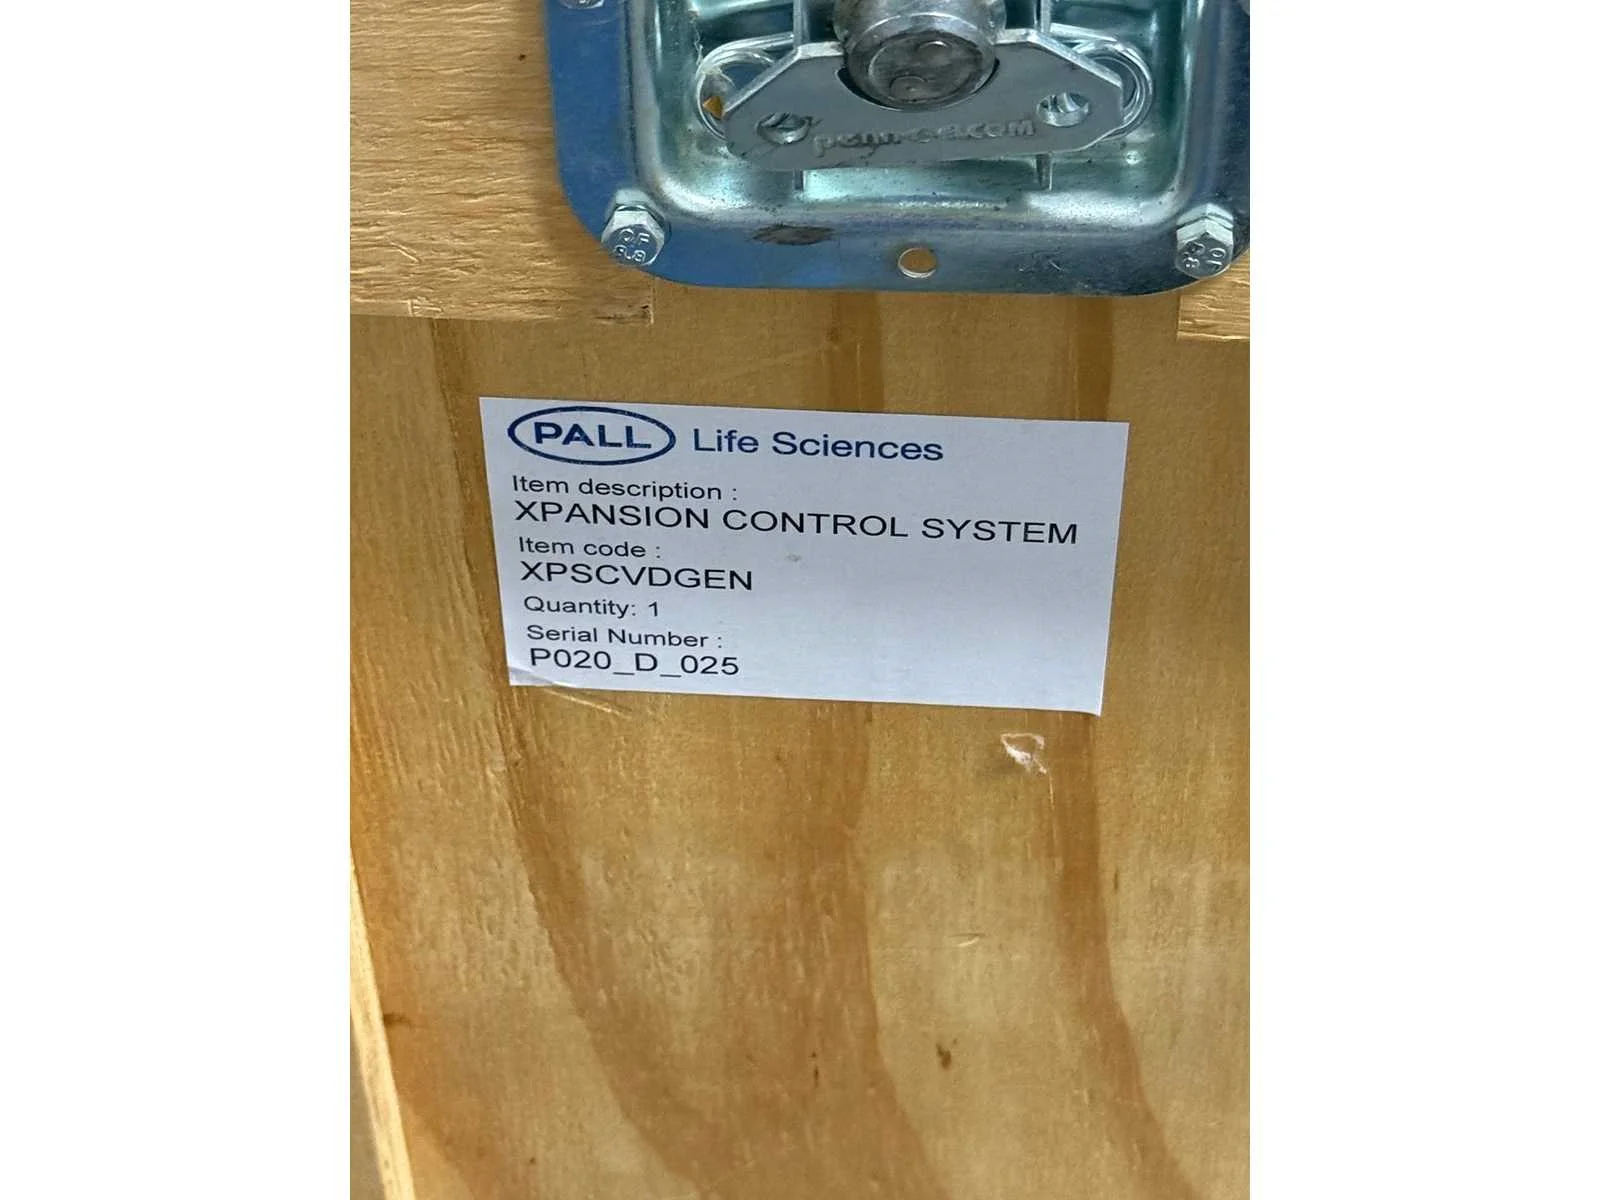 PALL Life Sciences
Item description :
XPANSION CONTROL SYSTEM
Item code :
XPSCVDGEN
Quantity: 1
Serial Number :
P020_D_025